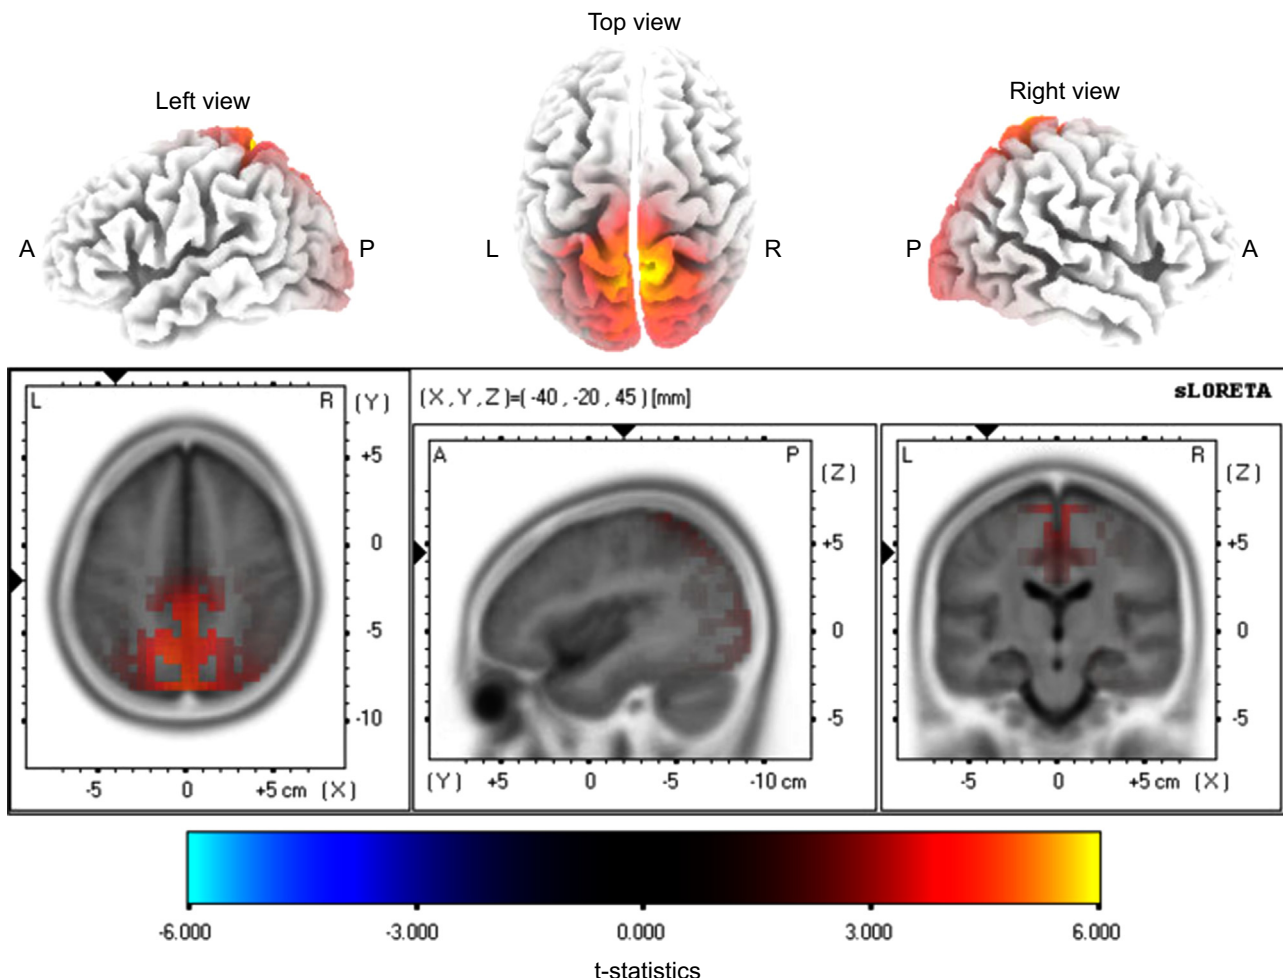 Top view
Left view
Right view
A
P
L
R
P
A
L
R
(Y)
+5
0
-5
-10
-5
0
+5 cm
(X)
(X,Y,Z)=(-40,-20,45)[mm]
sLORETA
A
P
(Z)
+5
0
-5
(Y)
+5
0
-5
-10 cm
L
R
(Z)
+5
0
-5
-5
0
+5 cm
(X)
-6.000
-3.000
0.000
3.000
6.000
t-statistics